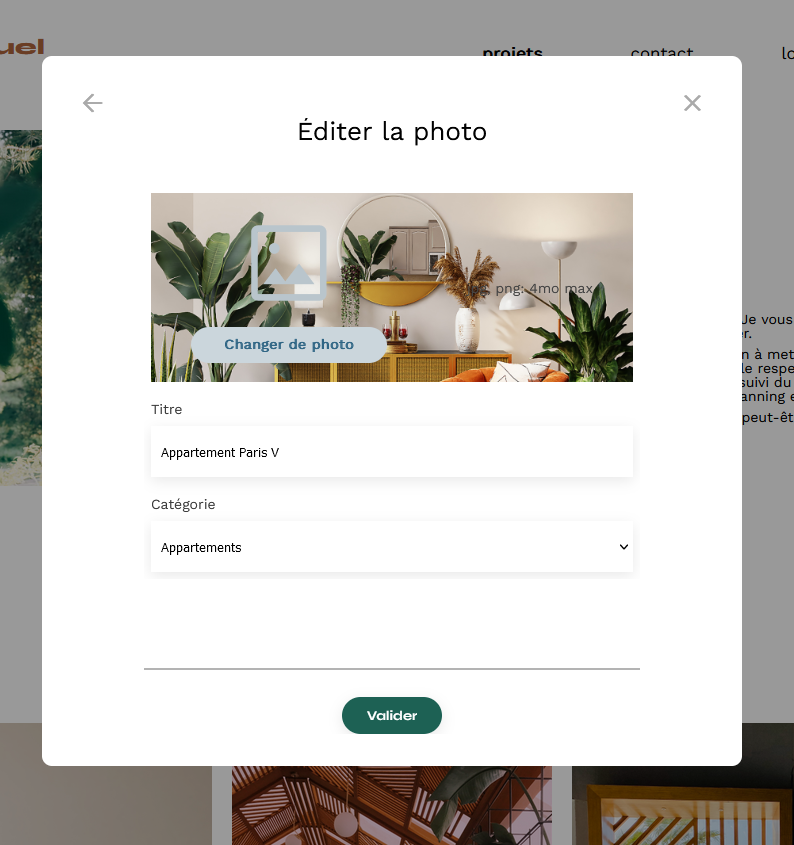 uel
projets
contact
lo
Éditer la photo
png: 4mo max
Changer de photo
Je vous
er.
n à met
le respe
suivi du
anning e
peut-êt
Titre
Appartement Paris V
Catégorie
Appartements
Valider